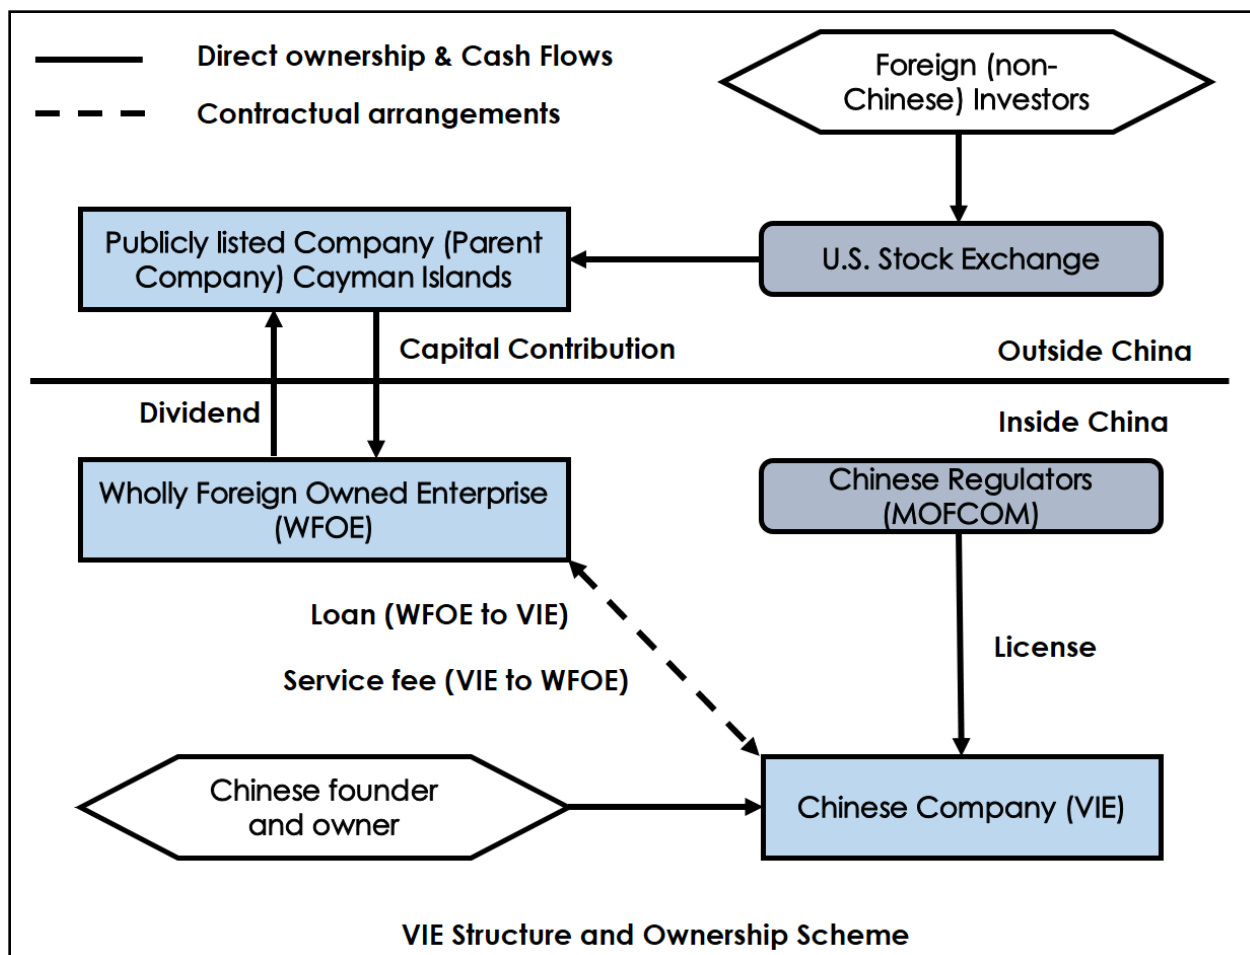 Direct ownership & Cash Flows
Contractual arrangements
Foreign (non-
Chinese) Investors
Publicly listed Company (Parent
Company) Cayman Islands
U.S. Stock Exchange
Capital Contribution
Outside China
Dividend
Inside China
Wholly Foreign Owned Enterprise
(WFOE)
Chinese Regulators
(MOFCOM)
Loan (WFOE to VIE)
License
Service fee (VIE to WFOE)
Chinese founder
and owner
Chinese Company (VIE)
VIE Structure and Ownership Scheme